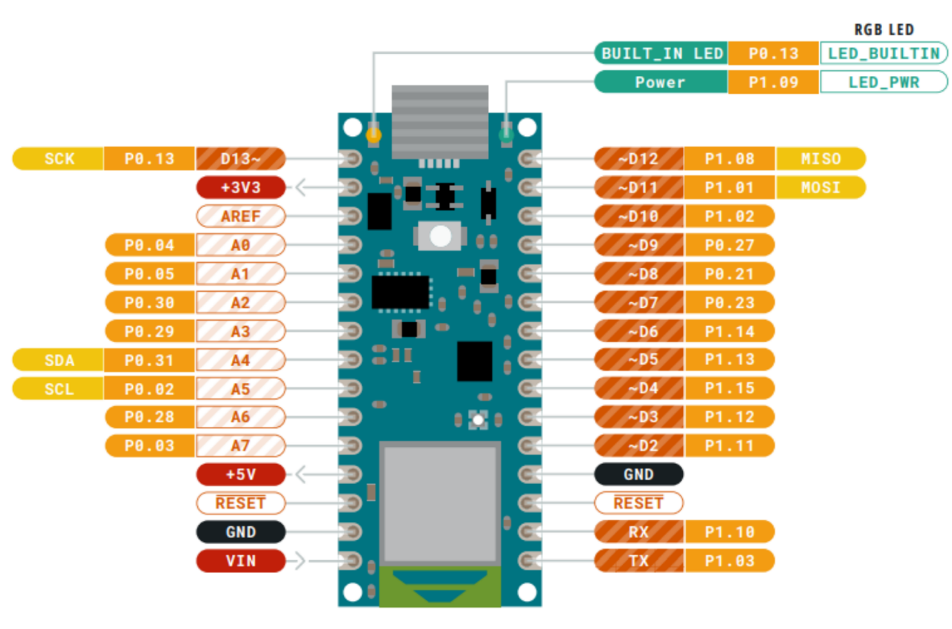 RGB LED
BUILT_IN LED P0.13 LED_BUILTIN
Power P1.09 LED_PWR
SCK P0.13 D13~ ~D12 P1.08 MISO
+3V3 ~D11 P1.01 MOSI
AREF ~D10 P1.02
P0.04 A0 ~D9 P0.27
P0.05 A1 ~D8 P0.21
P0.30 A2 ~D7 P0.23
P0.29 A3 ~D6 P1.14
SDA P0.31 A4 ~D5 P1.13
SCL P0.02 A5 ~D4 P1.15
P0.28 A6 ~D3 P1.12
P0.03 A7 ~D2 P1.11
+5V GND
RESET RESET
GND RX P1.10
VIN TX P1.03